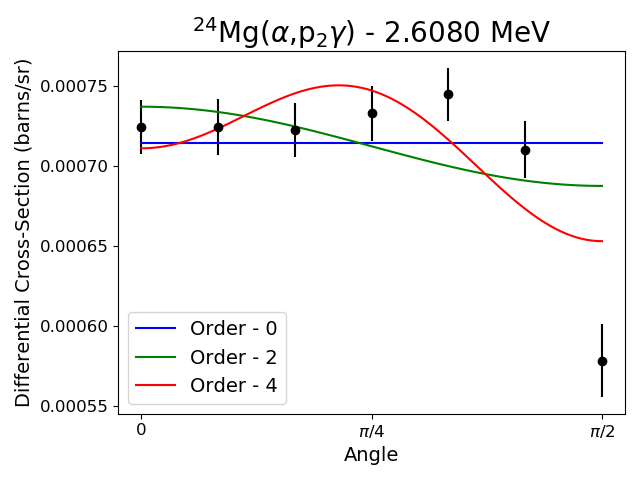 ²⁴Mg(α,p₂γ) - 2.6080 MeV
Differential Cross-Section (barns/sr)
0.00075
0.00070
0.00065
0.00060
0.00055
Order - 0
Order - 2
Order - 4
0
π/4
π/2
Angle